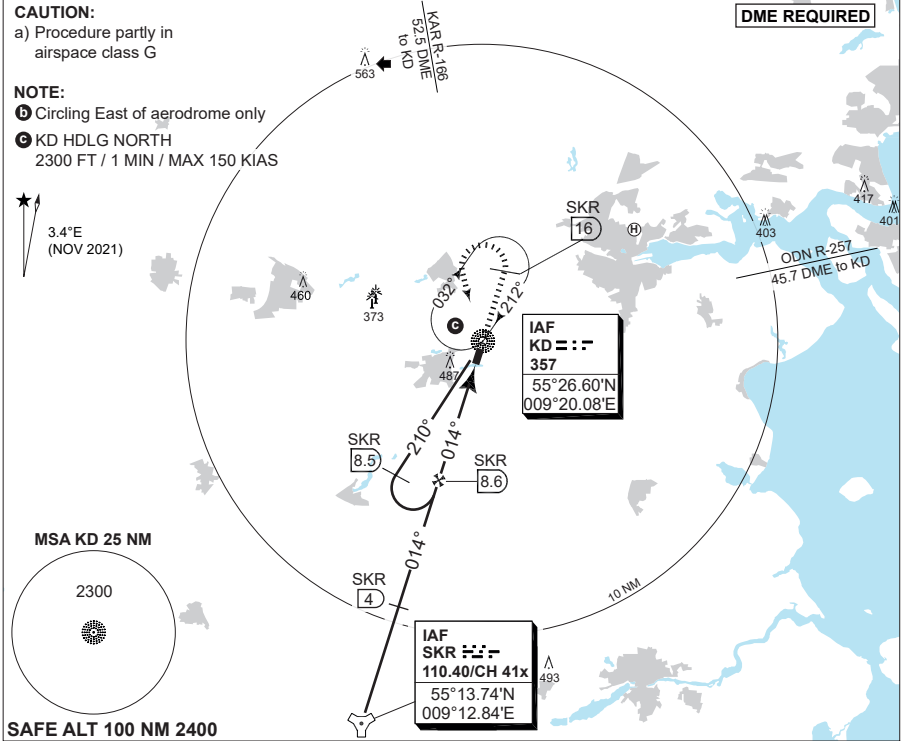 CAUTION:
a) Procedure partly in
airspace class G
NOTE:
b Circling East of aerodrome only
c KD HDLG NORTH
2300 FT / 1 MIN / MAX 150 KIAS
3.4°E
(NOV 2021)
KAR R-166
52.5 DME
to KD
DME REQUIRED
563
417
401
403
SKR
16
H
ODN R-257
45.7 DME to KD
460
373
032°
212°
c
487
IAF
KD
357
55°26.60'N
009°20.08'E
210°
014°
SKR
8.5
SKR
8.6
014°
MSA KD 25 NM
2300
SKR
4
10 NM
IAF
SKR
110.40/CH 41x
55°13.74'N
009°12.84'E
493
SAFE ALT 100 NM 2400